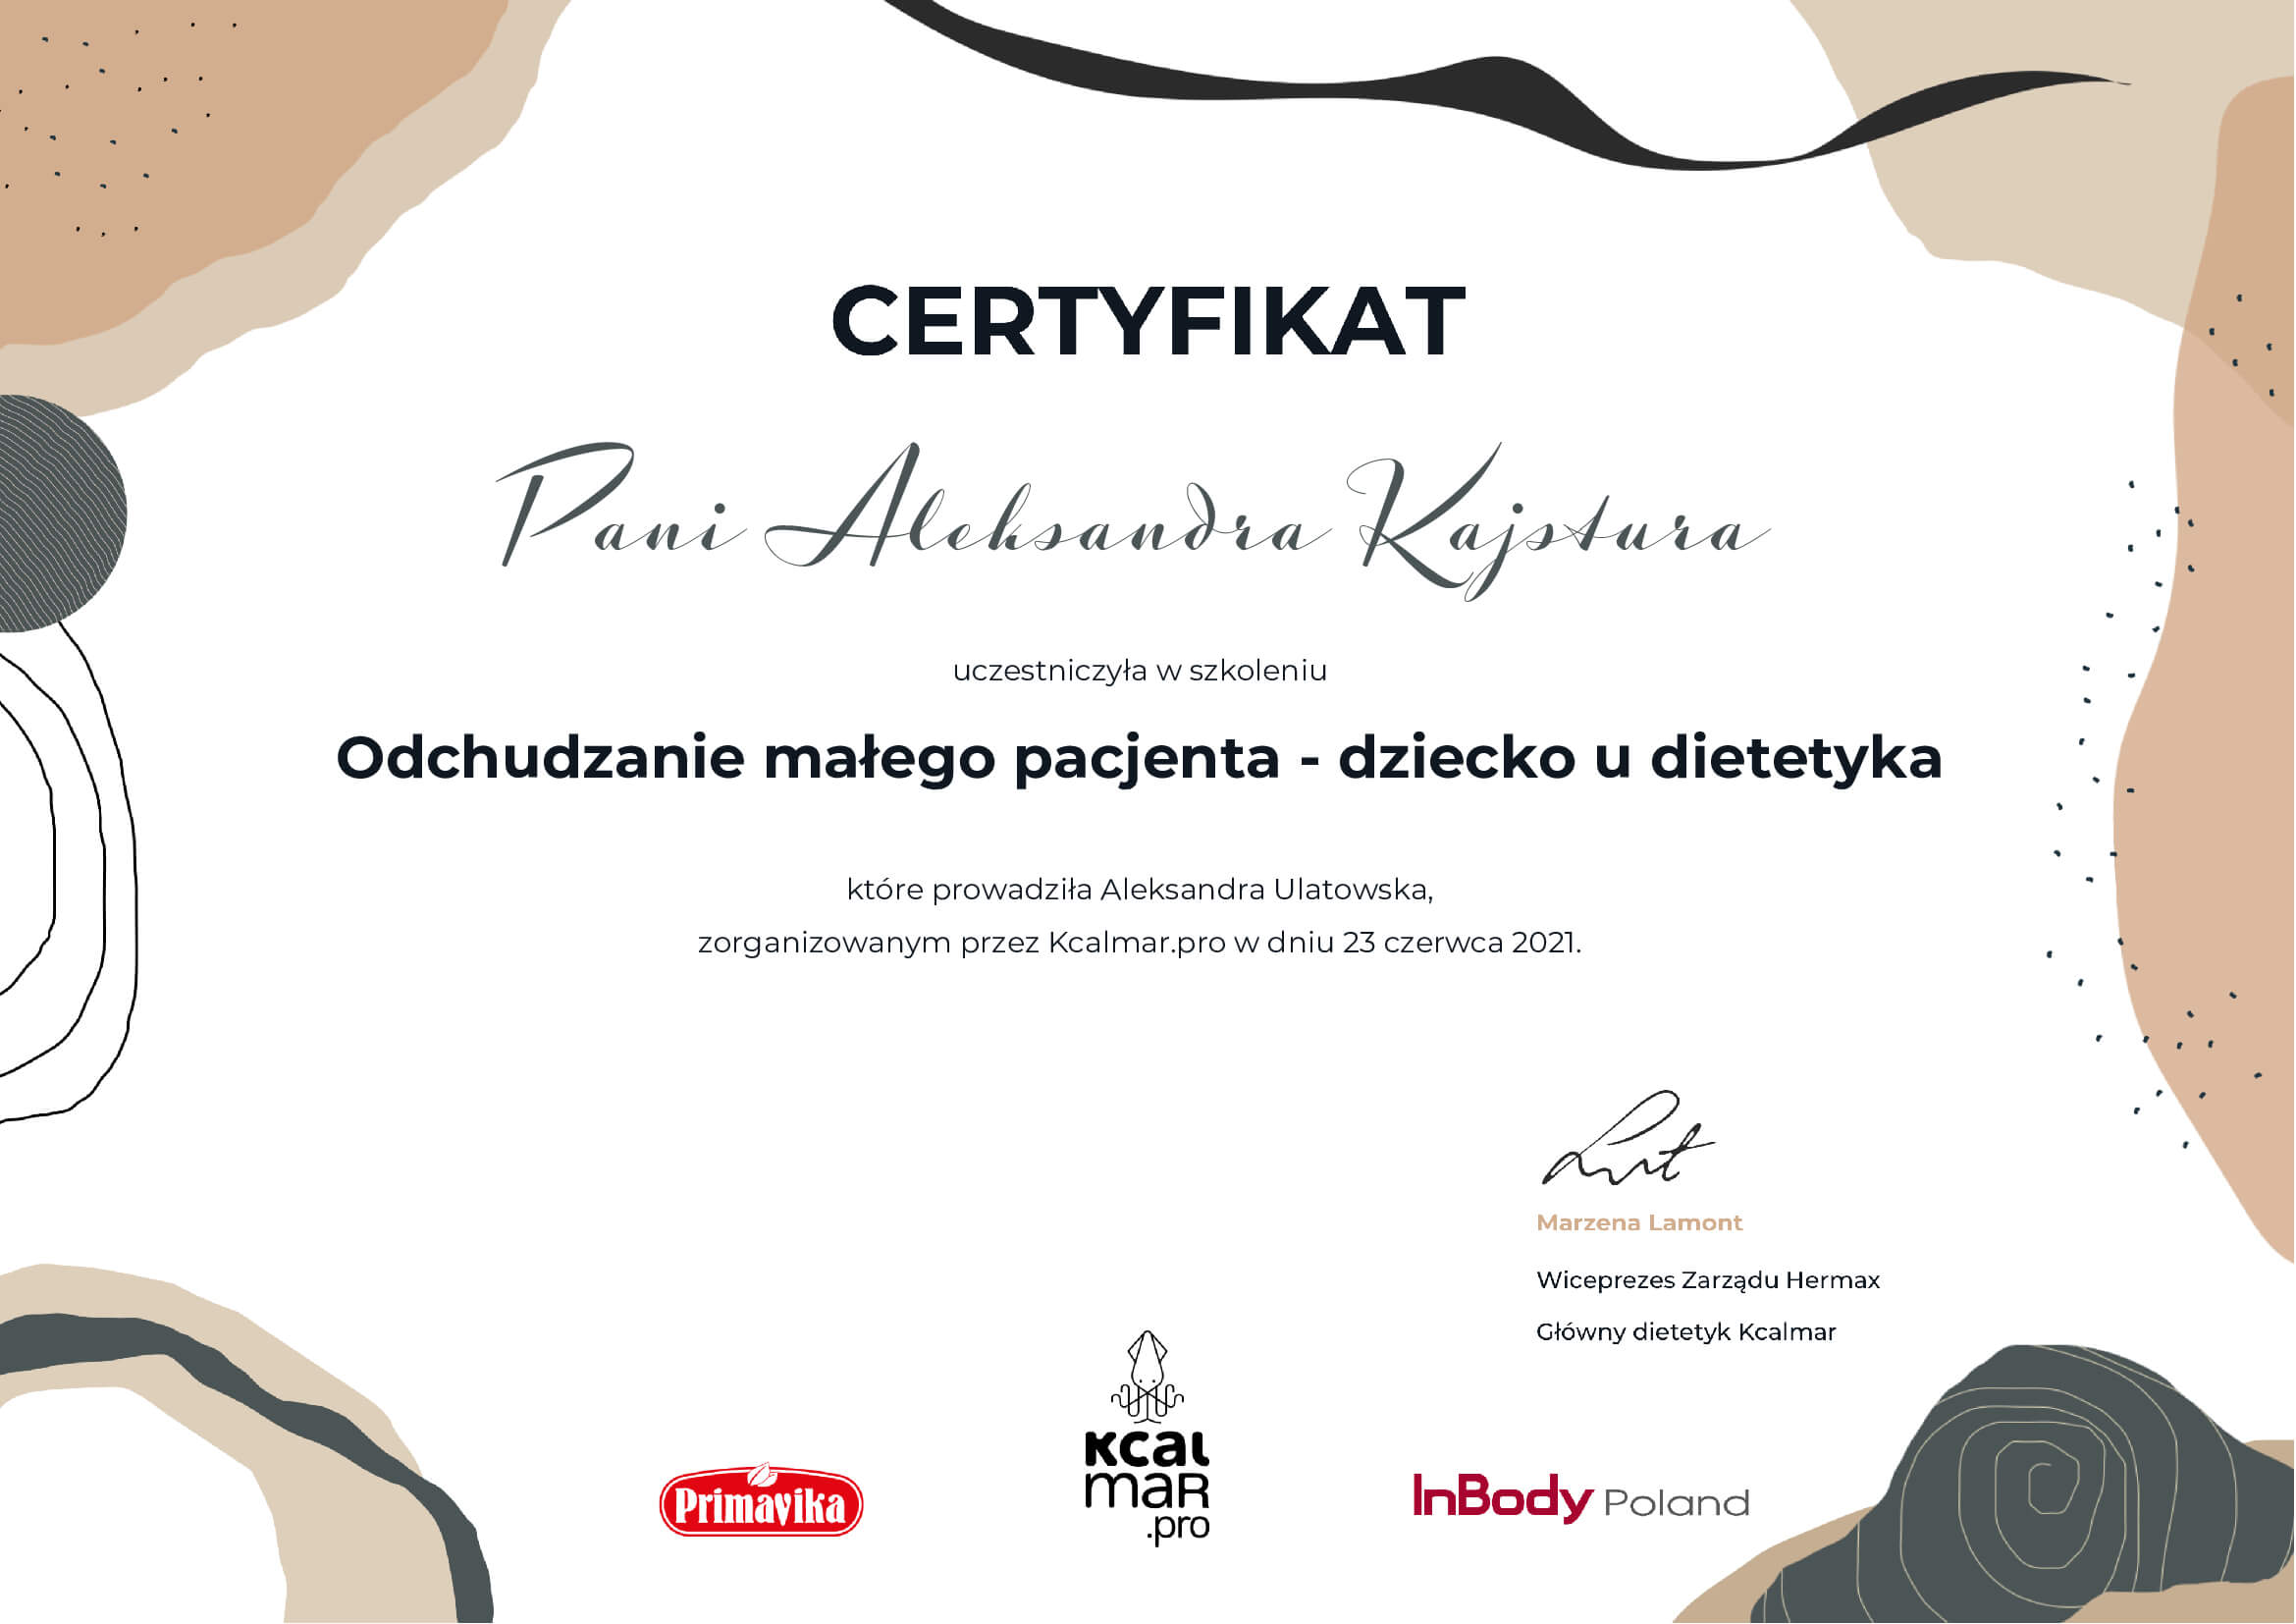 CERTYFIKAT
Pani Aleksandra Kajstura
uczestniczyła w szkoleniu
Odchudzanie małego pacjenta - dziecko u dietetyka
które prowadziła Aleksandra Ulatowska,
zorganizowanym przez Kcalmar.pro w dniu 23 czerwca 2021.
Marzena Lamont
Wiceprezes Zarządu Hermax
Główny dietetyk Kcalmar
Primavika
Kcal
maR
.pro
InBody Poland